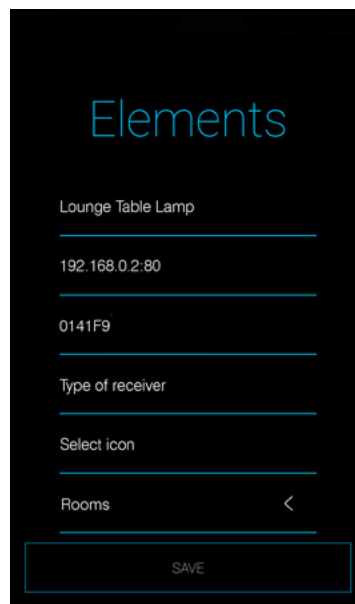 Elements
Lounge Table Lamp
192.168.0.2:80
0141F9
Type of receiver
Select icon
Rooms <
SAVE